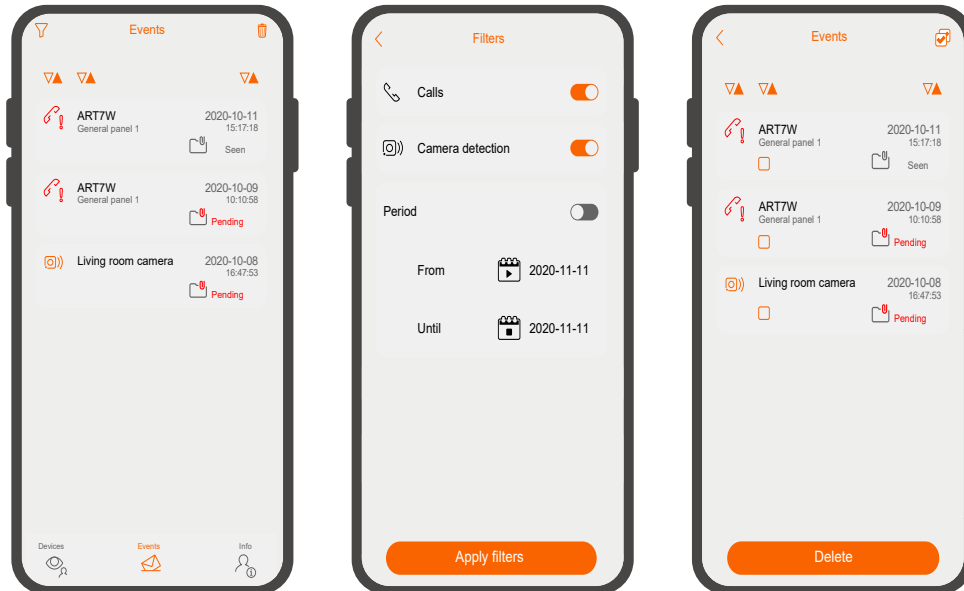 Events
ART7W
2020-10-11
General panel 1
15:17:18
Seen
ART7W
2020-10-09
General panel 1
10:10:58
Pending
Living room camera
2020-10-08
16:47:53
Pending
Devices
Events
Info
Filters
Calls
Camera detection
Period
From
2020-11-11
Until
2020-11-11
Apply filters
Events
ART7W
2020-10-11
General panel 1
15:17:18
Seen
ART7W
2020-10-09
General panel 1
10:10:58
Pending
Living room camera
2020-10-08
16:47:53
Pending
Delete